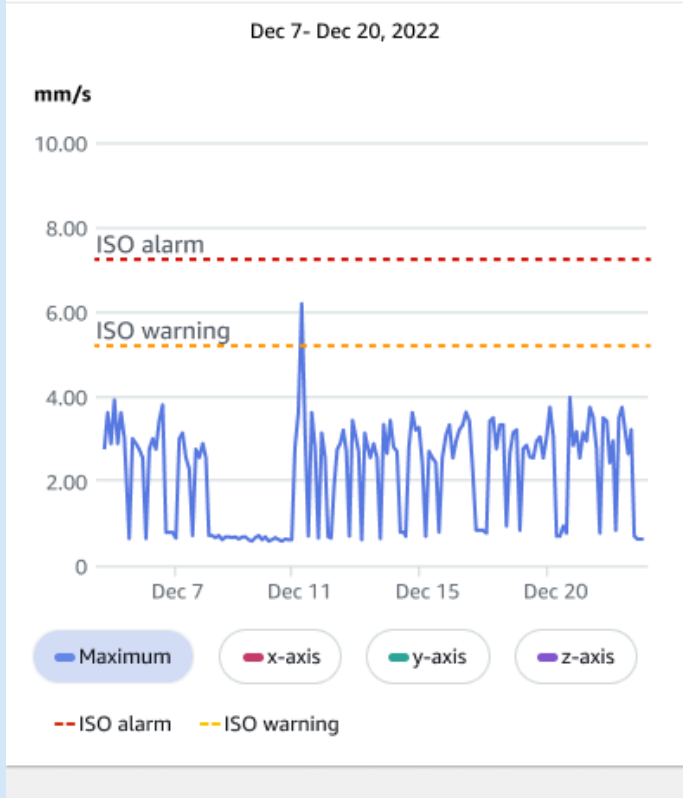 Dec 7- Dec 20, 2022
mm/s
10.00
8.00
ISO alarm
6.00
ISO warning
4.00
2.00
0
Dec 7 Dec 11 Dec 15 Dec 20
Maximum x-axis y-axis z-axis
ISO alarm ISO warning